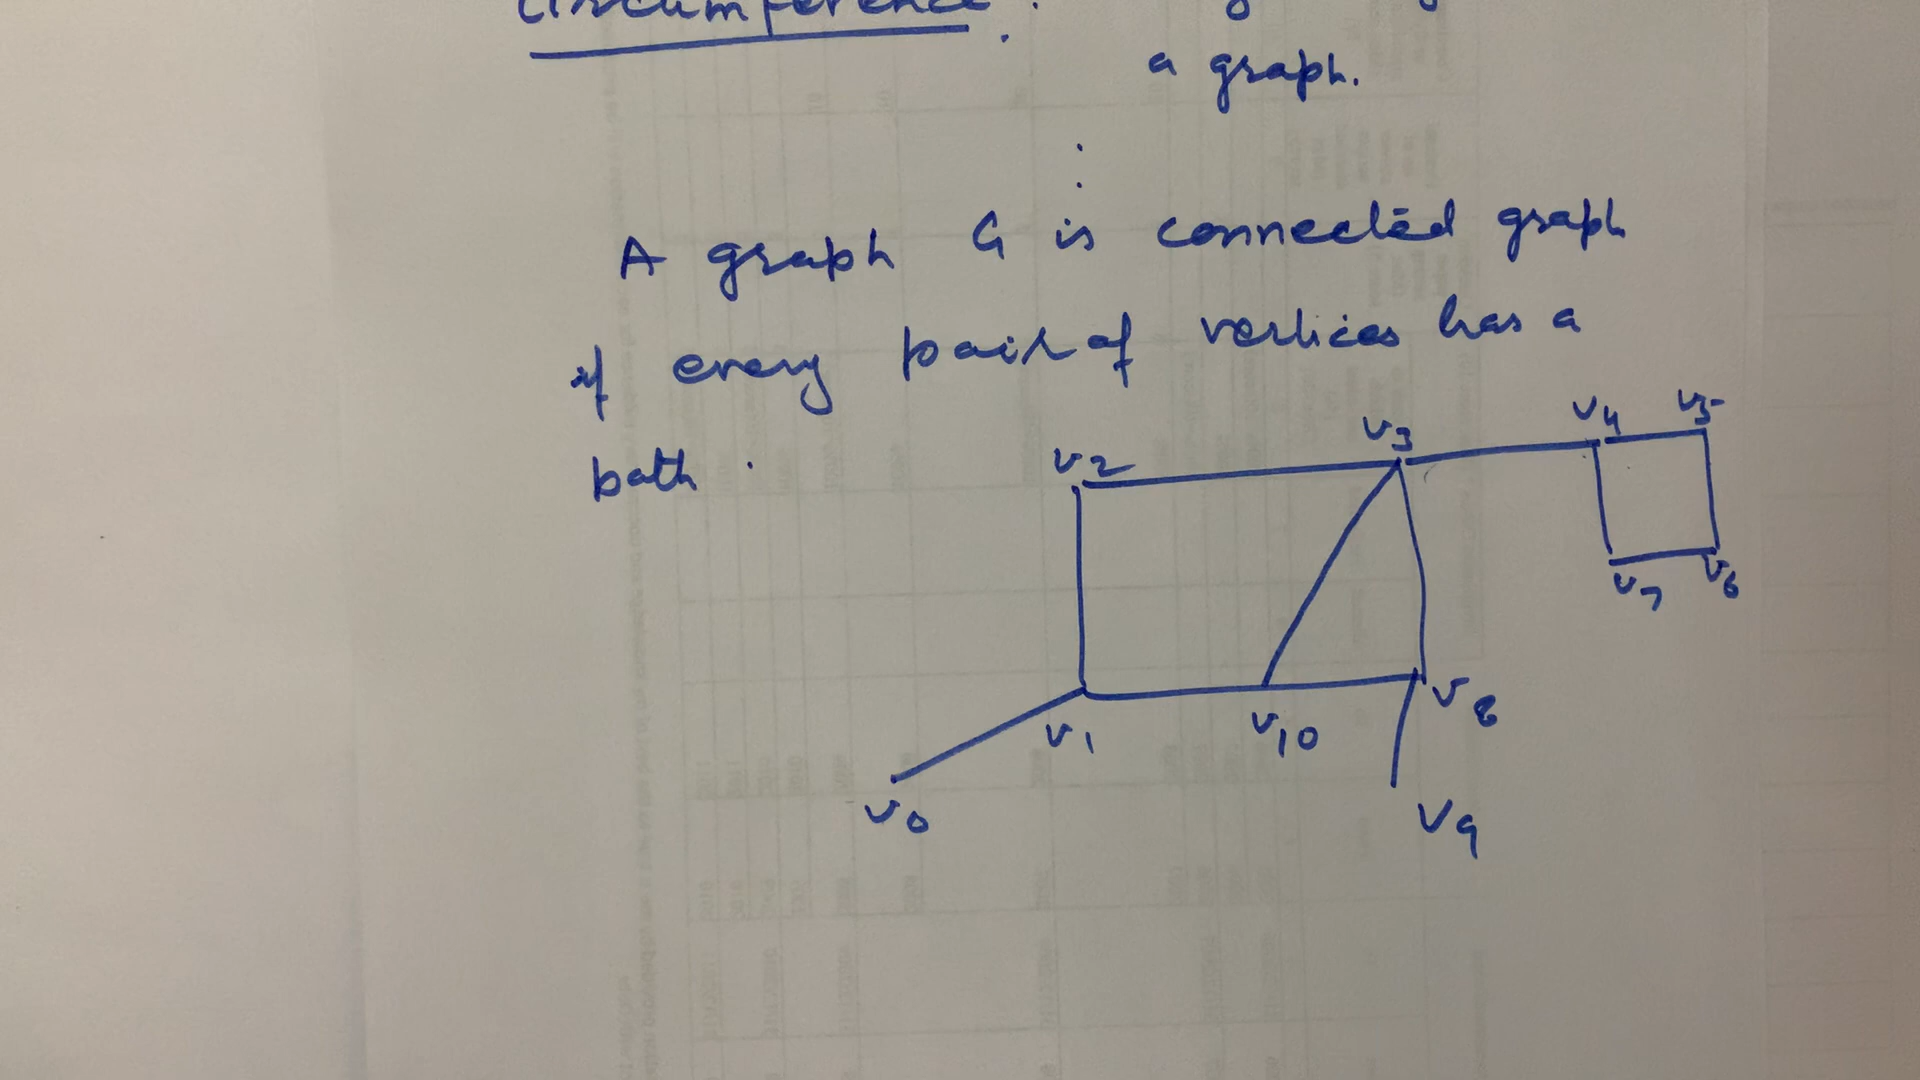 Circumference :
a graph.
:
A graph G is connected graph
if every pair of vertices has a
path .
v2 v3 v4 v5
v7 v6
v1 v10 v8
v0 v9